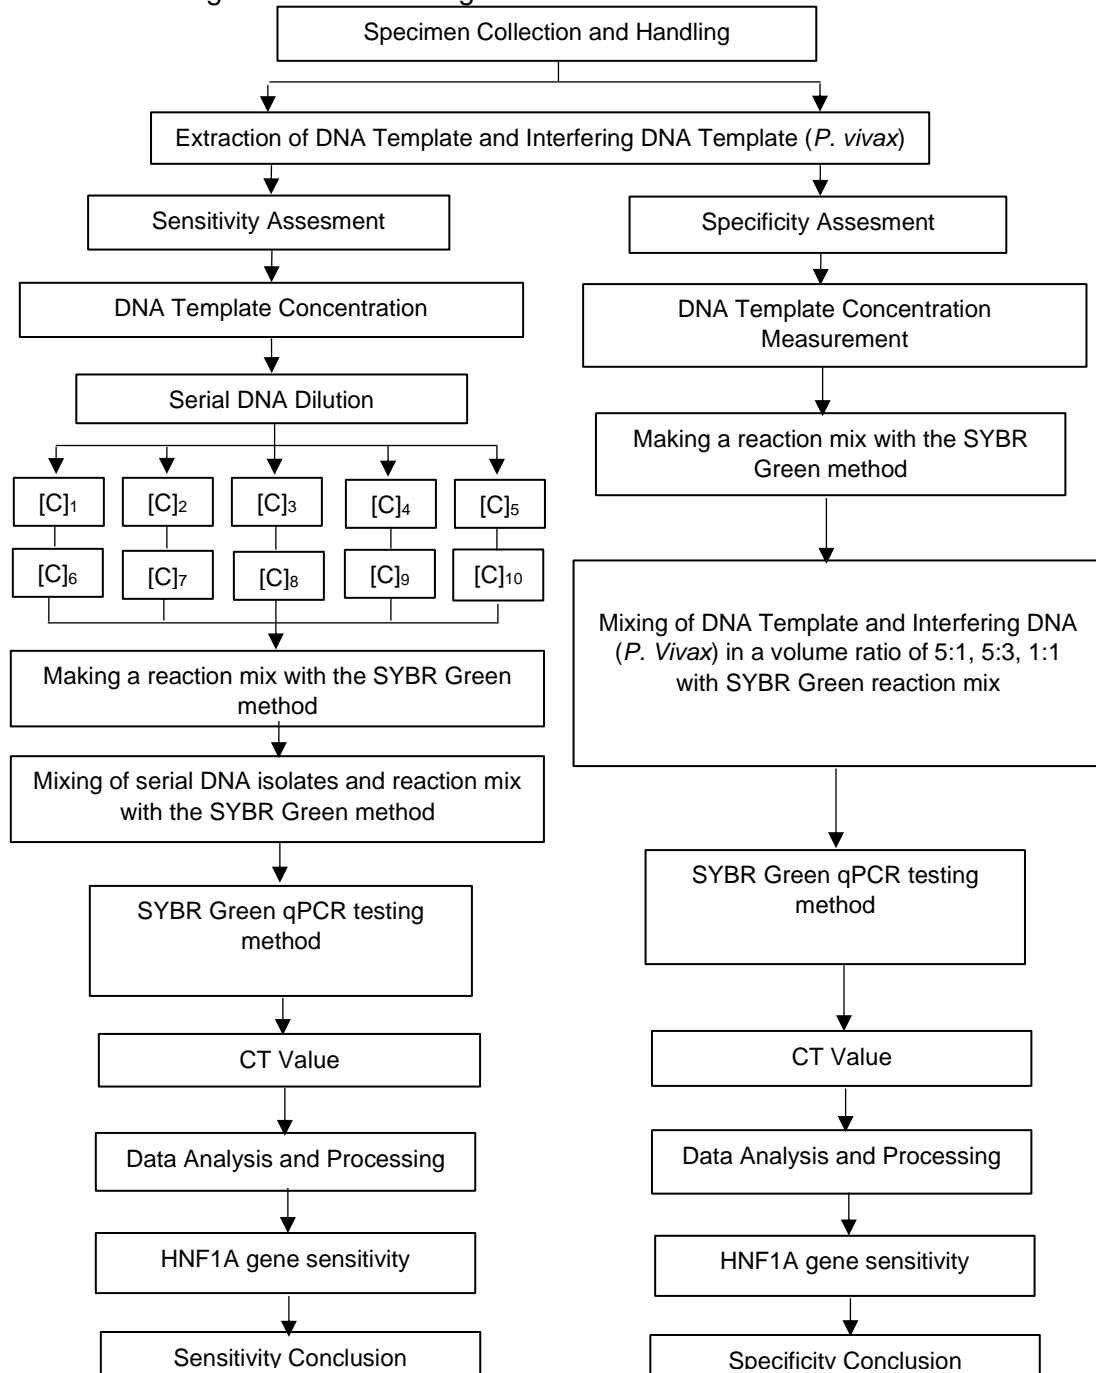 Specimen Collection and Handling
Extraction of DNA Template and Interfering DNA Template (P. vivax)
Sensitivity Assesment
DNA Template Concentration
Serial DNA Dilution
[C]1
[C]2
[C]3
[C]4
[C]5
[C]6
[C]7
[C]8
[C]9
[C]10
Making a reaction mix with the SYBR Green
method
Mixing of serial DNA isolates and reaction mix
with the SYBR Green method
SYBR Green qPCR testing
method
CT Value
Data Analysis and Processing
HNF1A gene sensitivity
Sensitivity Conclusion
Specificity Assesment
DNA Template Concentration
Measurement
Making a reaction mix with the SYBR
Green method
Mixing of DNA Template and Interfering DNA
(P. Vivax) in a volume ratio of 5:1, 5:3, 1:1
with SYBR Green reaction mix
SYBR Green qPCR testing
method
CT Value
Data Analysis and Processing
HNF1A gene sensitivity
Specificity Conclusion